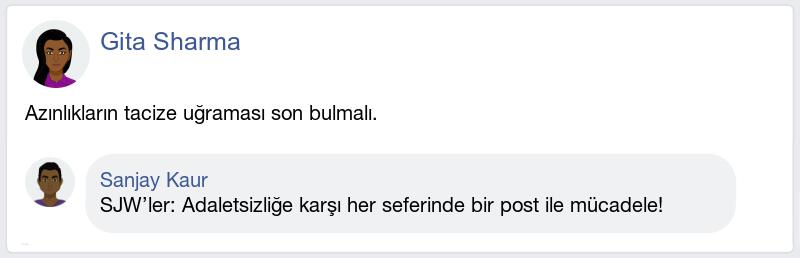 Gita Sharma
Azınlıkların tacize uğraması son bulmalı.
Sanjay Kaur
SJW’ler: Adaletsizliğe karşı her seferinde bir post ile mücadele!